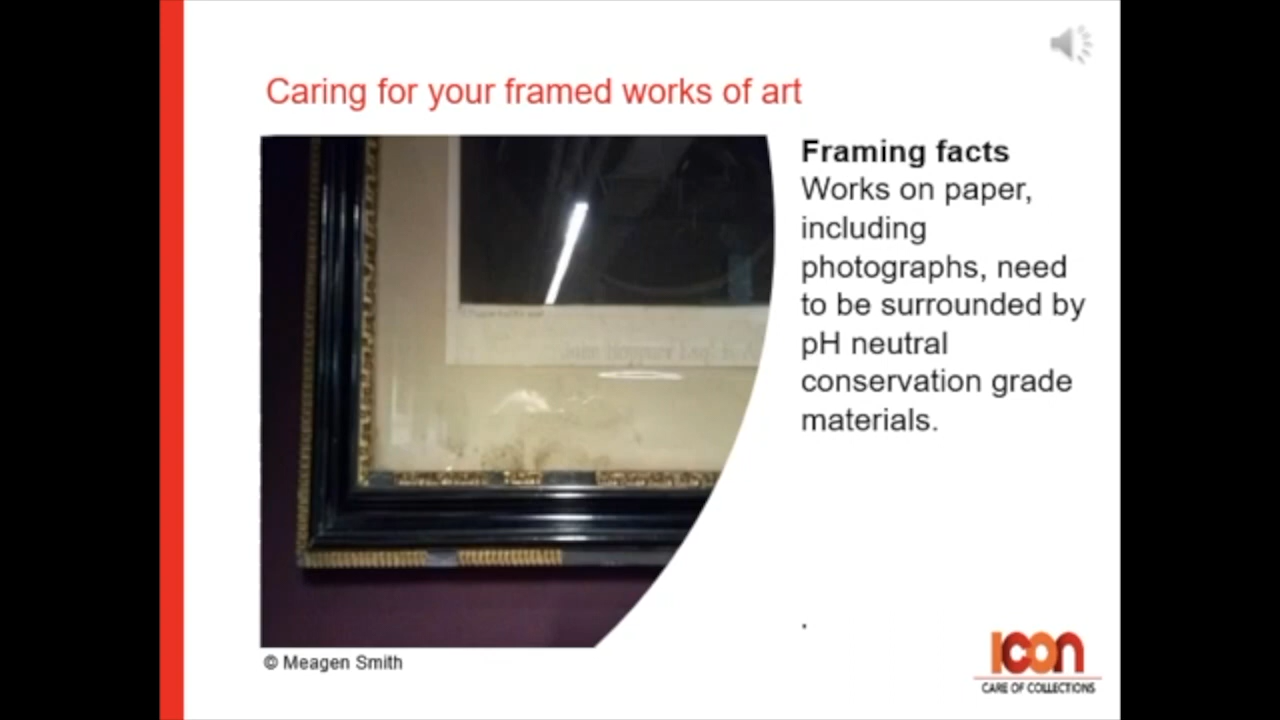 Caring for your framed works of art
Framing facts
Works on paper,
including
photographs, need
to be surrounded by
pH neutral
conservation grade
materials.
.
© Meagen Smith
Icon
CARE OF COLLECTIONS